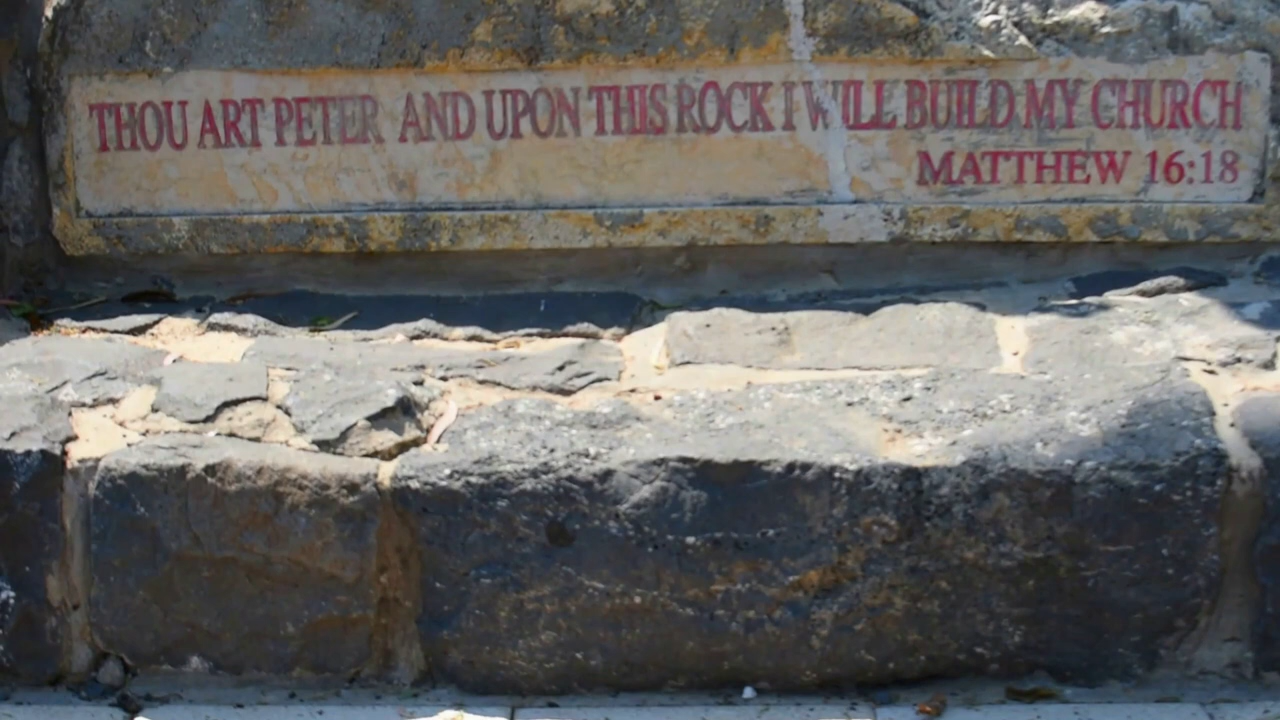 THOU ART PETER AND UPON THIS ROCK I WILL BUILD MY CHURCH
MATTHEW 16:18